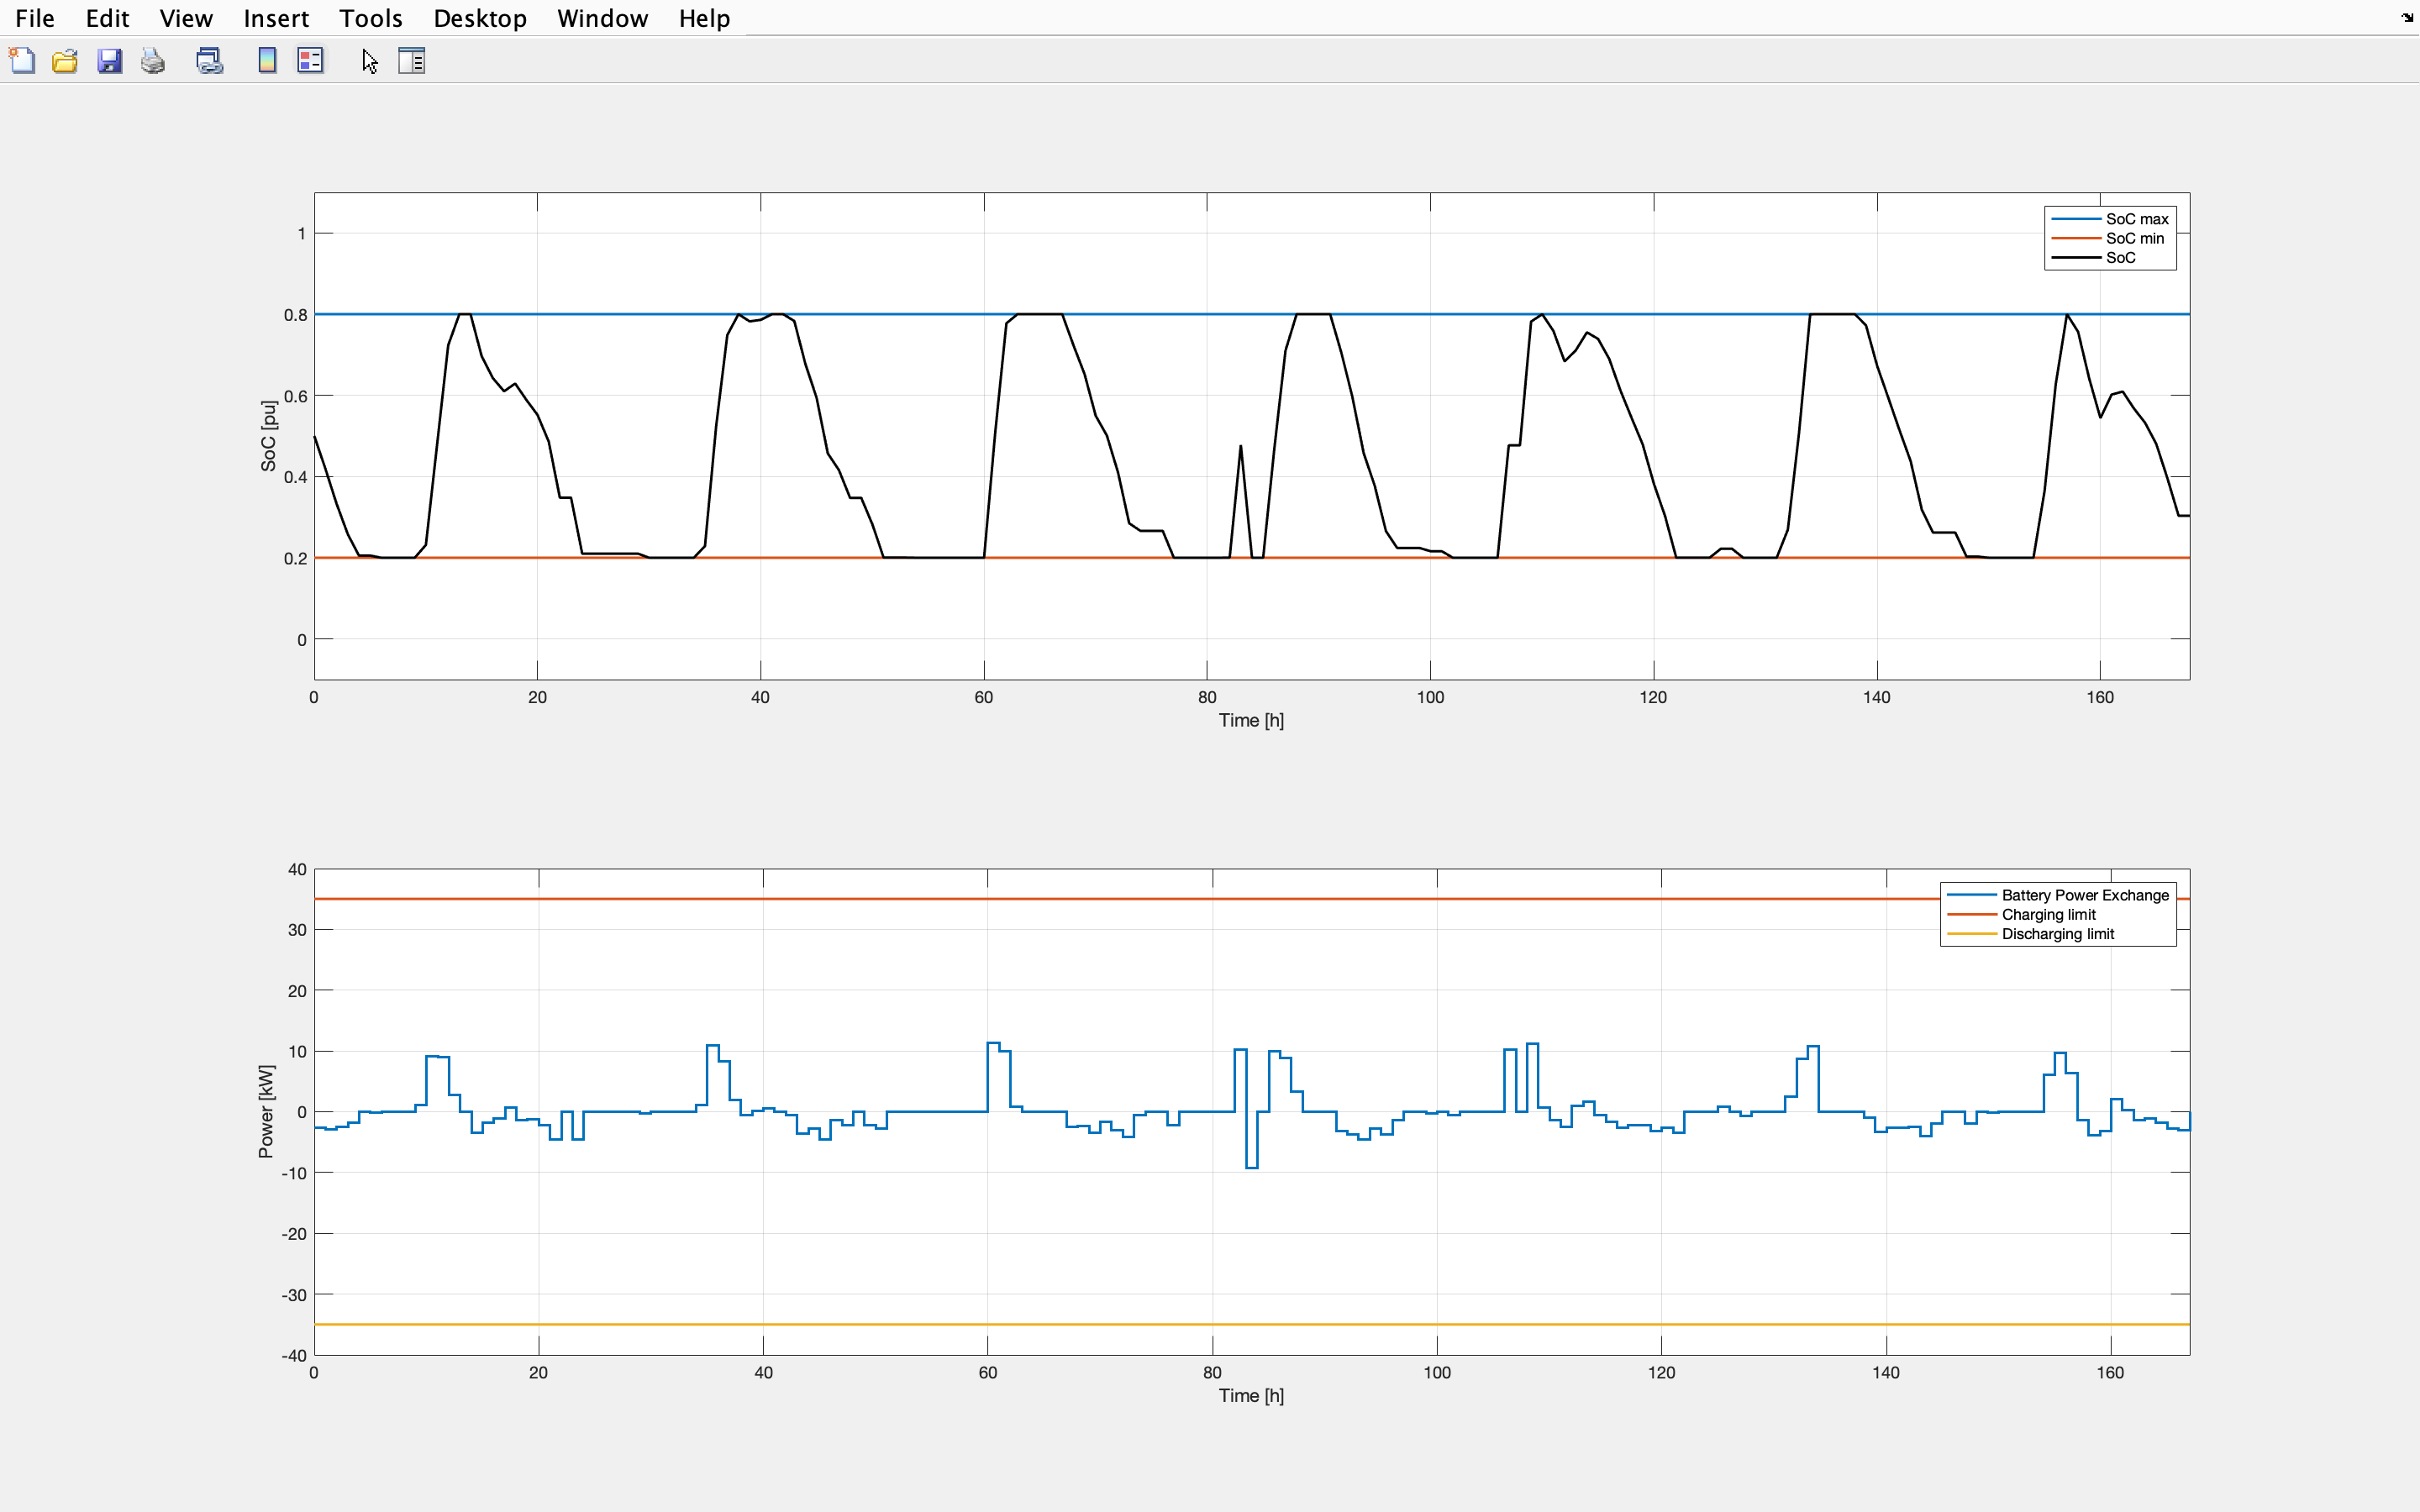 File Edit View Insert Tools Desktop Window Help
SoC max
SoC min
SoC
1
0.8
0.6
0.4
0.2
0
SoC [pu]
0 20 40 60 80 100 120 140 160
Time [h]
Battery Power Exchange
Charging limit
Discharging limit
40
30
20
10
0
-10
-20
-30
-40
Power [kW]
0 20 40 60 80 100 120 140 160
Time [h]